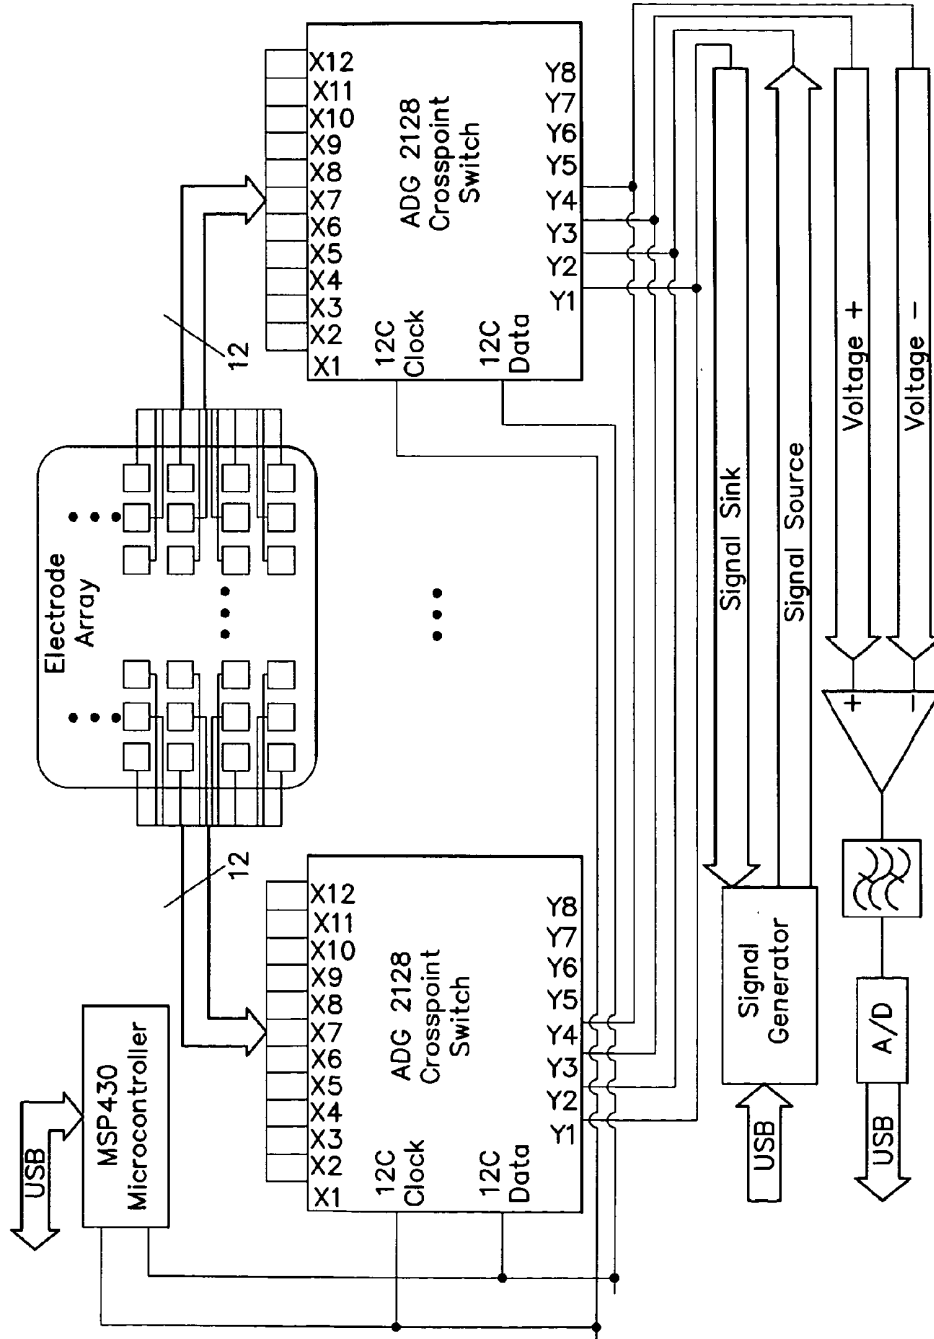 Electrode
Array
12
12
USB
MSP430
Microcontroller
X12
X11
X10
X9
X8
X7
X6
X5
X4
X3
X2
X1
ADG 2128
Crosspoint
Switch
12C
Clock
12C
Data
Y8
Y7
Y6
Y5
Y4
Y3
Y2
Y1
X12
X11
X10
X9
X8
X7
X6
X5
X4
X3
X2
X1
ADG 2128
Crosspoint
Switch
12C
Clock
12C
Data
Y8
Y7
Y6
Y5
Y4
Y3
Y2
Y1
Signal Sink
Signal Source
Signal
Generator
USB
Voltage +
Voltage -
+
-
A/D
USB